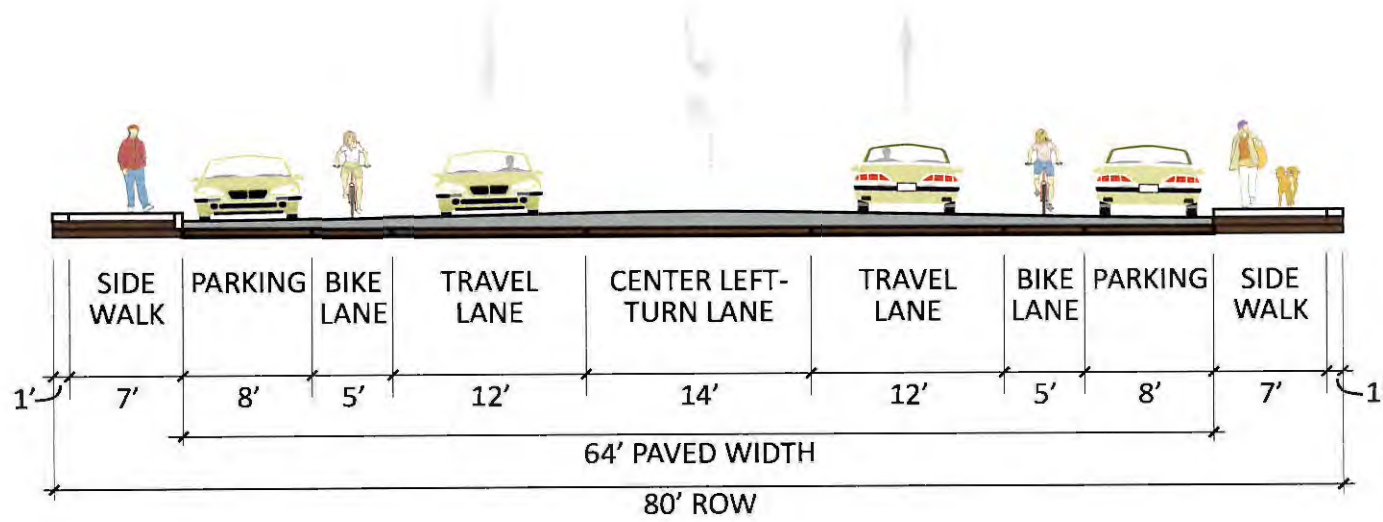 SIDE WALK
PARKING
BIKE LANE
TRAVEL LANE
CENTER LEFT-TURN LANE
TRAVEL LANE
BIKE LANE
PARKING
SIDE WALK
1' 7' 8' 5' 12' 14' 12' 5' 8' 7' 1
64' PAVED WIDTH
80' ROW